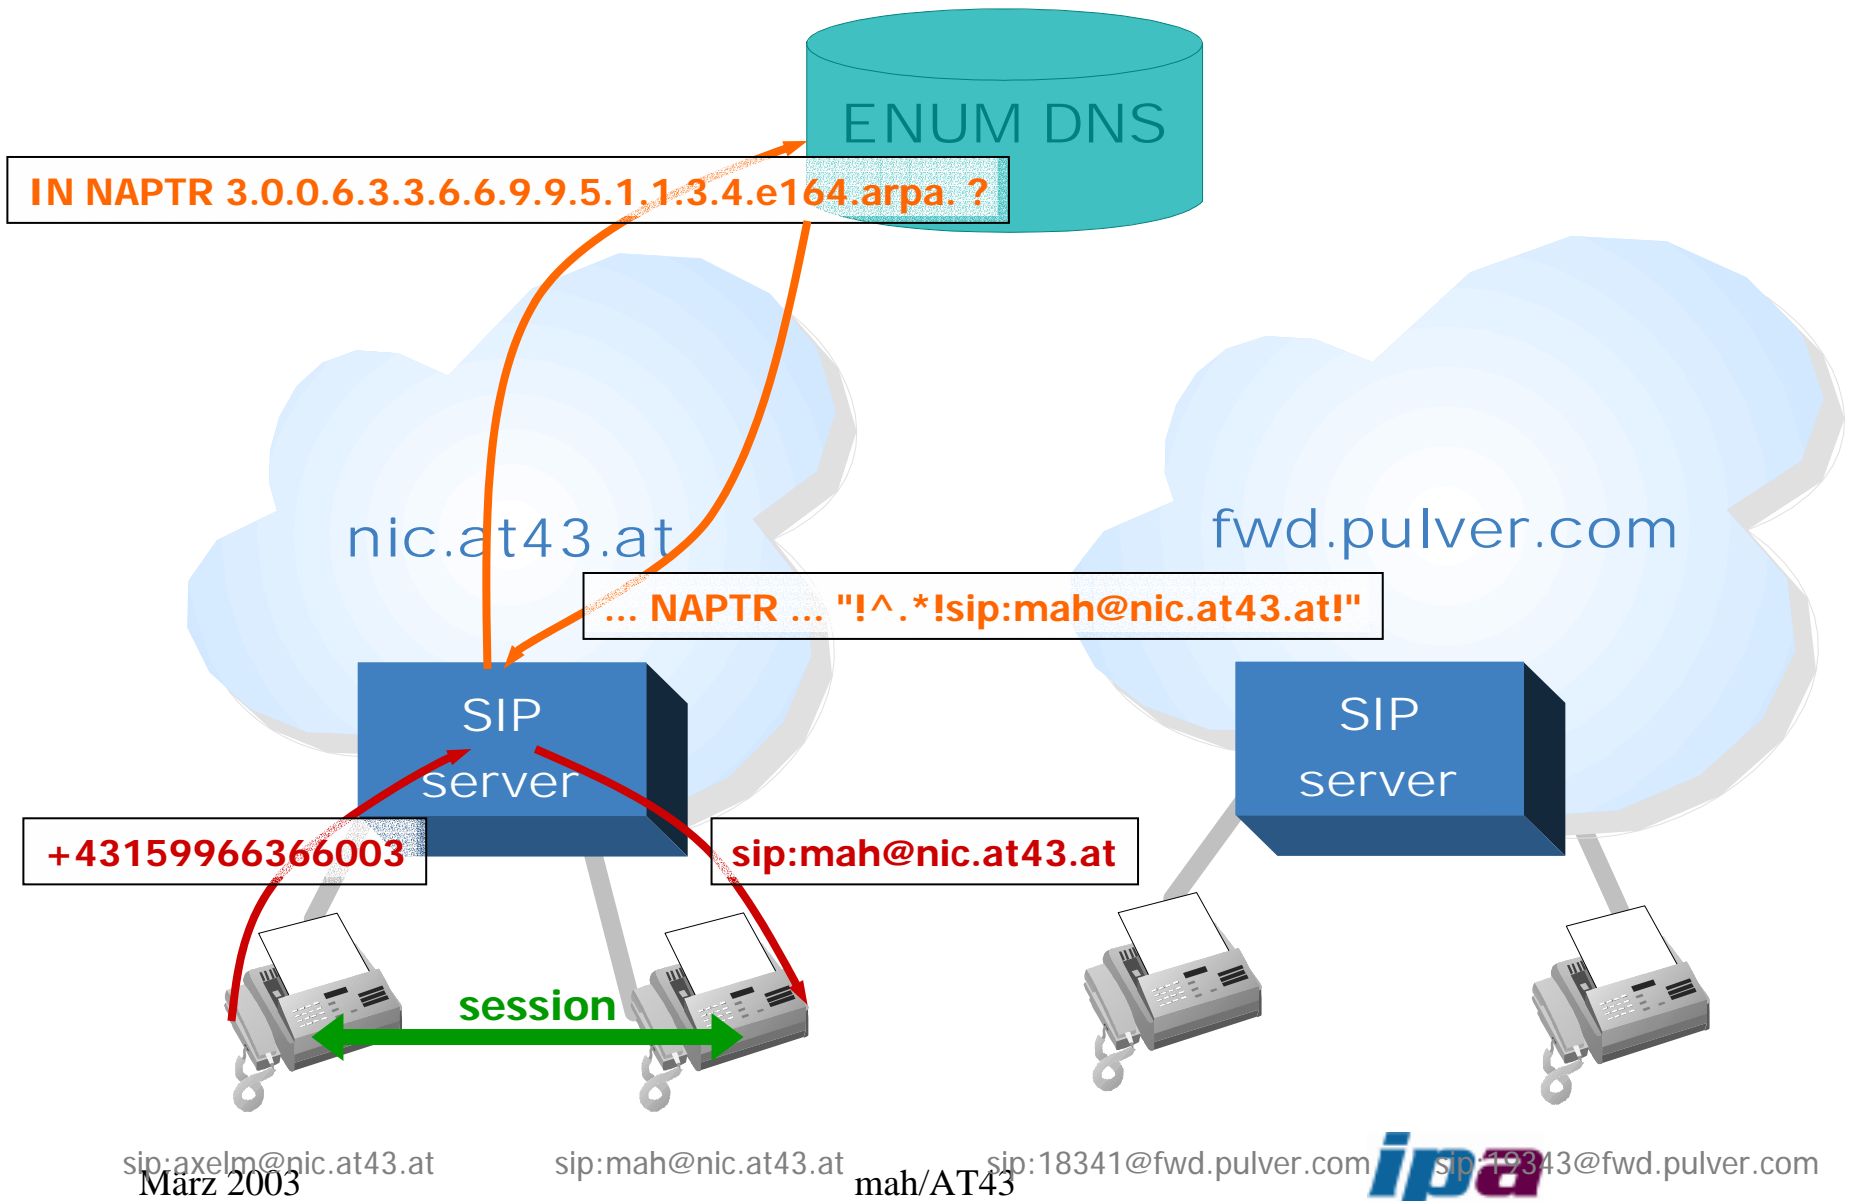 ENUM DNS
IN NAPTR 3.0.0.6.3.3.6.6.9.9.5.1.1.3.4.e164.arpa. ?
nic.at43.at
fwd.pulver.com
... NAPTR ... "!^.*!sip:mah@nic.at43.at!"
SIP
server
SIP
server
+43159966366003
sip:mah@nic.at43.at
session
sip:axelm@nic.at43.at
sip:mah@nic.at43.at
sip:18341@fwd.pulver.com
sip:19343@fwd.pulver.com
März 2003
mah/AT43
ipa